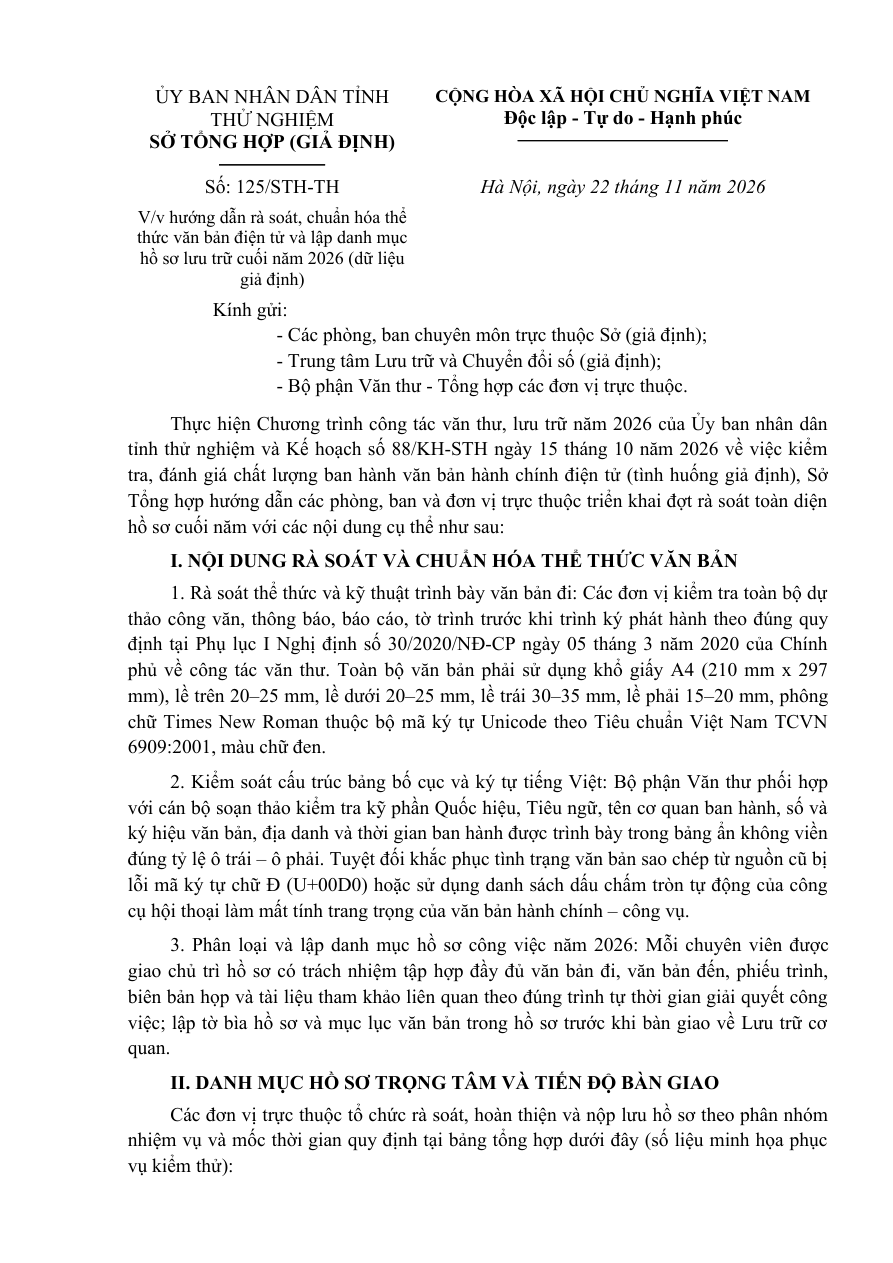 ỦY BAN NHÂN DÂN TỈNH
THỬ NGHIỆM
SỞ TỔNG HỢP (GIẢ ĐỊNH)
CỘNG HÒA XÃ HỘI CHỦ NGHĨA VIỆT NAM
Độc lập - Tự do - Hạnh phúc
Số: 125/STH-TH
Hà Nội, ngày 22 tháng 11 năm 2026
V/v hướng dẫn rà soát, chuẩn hóa thể
thức văn bản điện tử và lập danh mục
hồ sơ lưu trữ cuối năm 2026 (dữ liệu
giả định)
Kính gửi:
- Các phòng, ban chuyên môn trực thuộc Sở (giả định);
- Trung tâm Lưu trữ và Chuyển đổi số (giả định);
- Bộ phận Văn thư - Tổng hợp các đơn vị trực thuộc.
Thực hiện Chương trình công tác văn thư, lưu trữ năm 2026 của Ủy ban nhân dân
tỉnh thử nghiệm và Kế hoạch số 88/KH-STH ngày 15 tháng 10 năm 2026 về việc kiểm
tra, đánh giá chất lượng ban hành văn bản hành chính điện tử (tình huống giả định), Sở
Tổng hợp hướng dẫn các phòng, ban và đơn vị trực thuộc triển khai đợt rà soát toàn diện
hồ sơ cuối năm với các nội dung cụ thể như sau:
I. NỘI DUNG RÀ SOÁT VÀ CHUẨN HÓA THỂ THỨC VĂN BẢN
1. Rà soát thể thức và kỹ thuật trình bày văn bản đi: Các đơn vị kiểm tra toàn bộ dự
thảo công văn, thông báo, báo cáo, tờ trình trước khi trình ký phát hành theo đúng quy
định tại Phụ lục I Nghị định số 30/2020/NĐ-CP ngày 05 tháng 3 năm 2020 của Chính
phủ về công tác văn thư. Toàn bộ văn bản phải sử dụng khổ giấy A4 (210 mm x 297
mm), lề trên 20–25 mm, lề dưới 20–25 mm, lề trái 30–35 mm, lề phải 15–20 mm, phông
chữ Times New Roman thuộc bộ mã ký tự Unicode theo Tiêu chuẩn Việt Nam TCVN
6909:2001, màu chữ đen.
2. Kiểm soát cấu trúc bảng bố cục và ký tự tiếng Việt: Bộ phận Văn thư phối hợp
với cán bộ soạn thảo kiểm tra kỹ phần Quốc hiệu, Tiêu ngữ, tên cơ quan ban hành, số và
ký hiệu văn bản, địa danh và thời gian ban hành được trình bày trong bảng ẩn không viền
đúng tỷ lệ ô trái – ô phải. Tuyệt đối khắc phục tình trạng văn bản sao chép từ nguồn cũ bị
lỗi mã ký tự chữ Ð (U+00D0) hoặc sử dụng danh sách dấu chấm tròn tự động của công
cụ hội thoại làm mất tính trang trọng của văn bản hành chính – công vụ.
3. Phân loại và lập danh mục hồ sơ công việc năm 2026: Mỗi chuyên viên được
giao chủ trì hồ sơ có trách nhiệm tập hợp đầy đủ văn bản đi, văn bản đến, phiếu trình,
biên bản họp và tài liệu tham khảo liên quan theo đúng trình tự thời gian giải quyết công
việc; lập tờ bìa hồ sơ và mục lục văn bản trong hồ sơ trước khi bàn giao về Lưu trữ cơ
quan.
II. DANH MỤC HỒ SƠ TRỌNG TÂM VÀ TIẾN ĐỘ BÀN GIAO
Các đơn vị trực thuộc tổ chức rà soát, hoàn thiện và nộp lưu hồ sơ theo phân nhóm
nhiệm vụ và mốc thời gian quy định tại bảng tổng hợp dưới đây (số liệu minh họa phục
vụ kiểm thử):